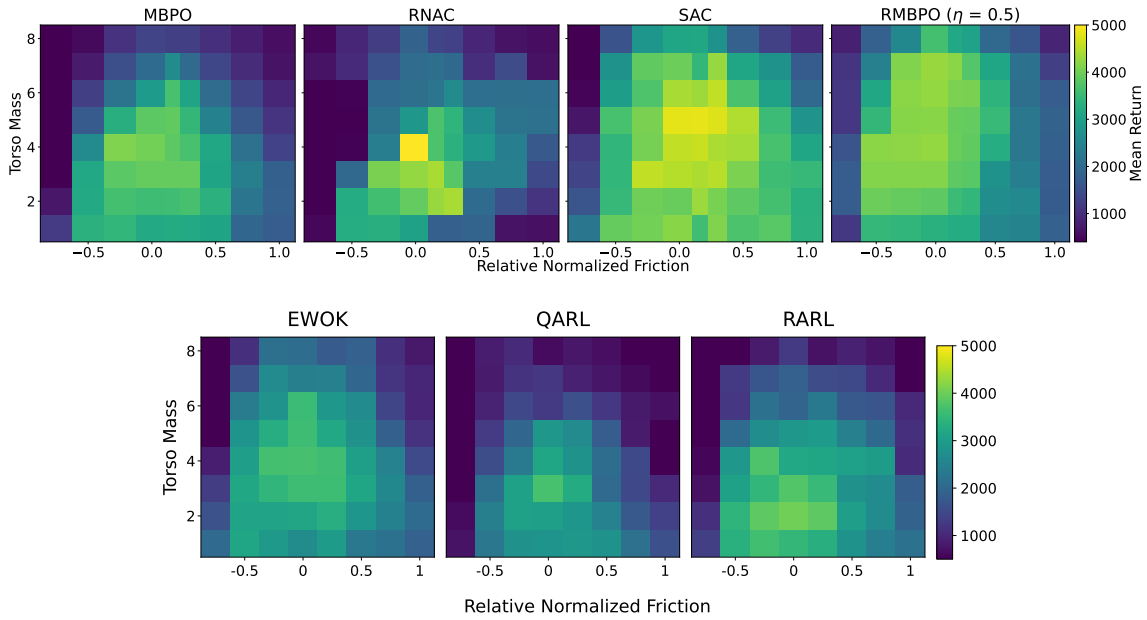 MBPO RNAC SAC RMBPO (η = 0.5)
8
6
4
2
Torso Mass
−0.5 0.0 0.5 1.0 −0.5 0.0 0.5 1.0 −0.5 0.0 0.5 1.0 −0.5 0.0 0.5 1.0
Relative Normalized Friction
5000
4000
3000
2000
1000
Mean Return
EWOK QARL RARL
8
6
4
2
Torso Mass
-0.5 0 0.5 1 -0.5 0 0.5 1 -0.5 0 0.5 1
Relative Normalized Friction
5000
4000
3000
2000
1000